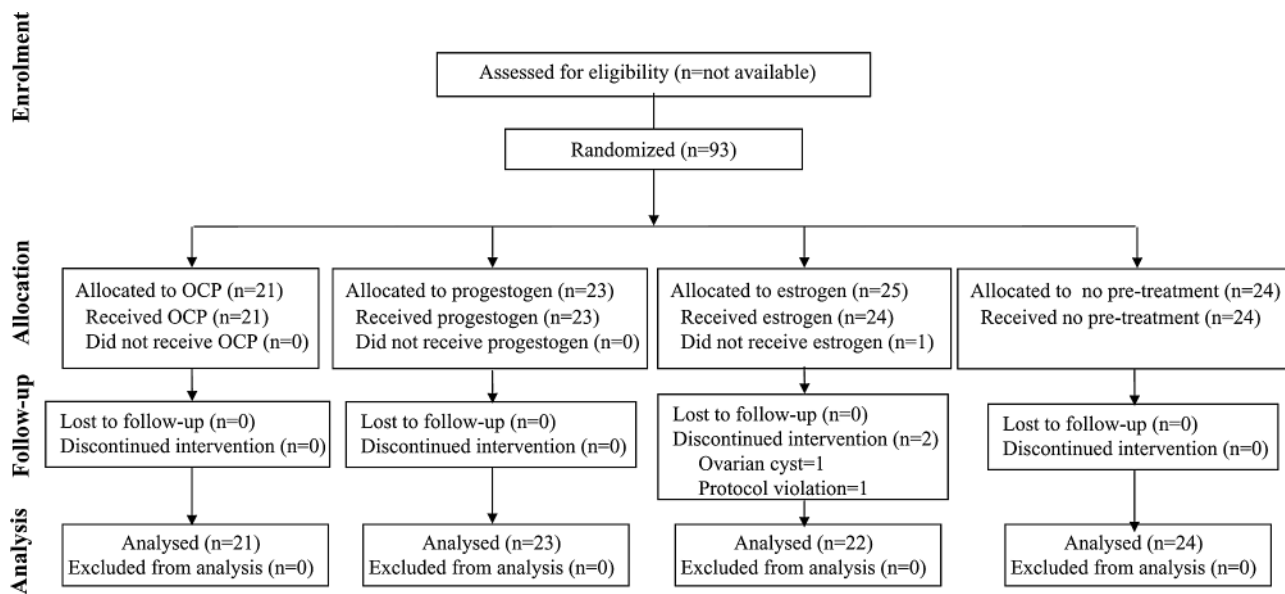 Enrolment
Assessed for eligibility (n=not available)
Randomized (n=93)
Allocation
Allocated to OCP (n=21)
Received OCP (n=21)
Did not receive OCP (n=0)
Allocated to progestogen (n=23)
Received progestogen (n=23)
Did not receive progestogen (n=0)
Allocated to estrogen (n=25)
Received estrogen (n=24)
Did not receive estrogen (n=1)
Allocated to no pre-treatment (n=24)
Received no pre-treatment (n=24)
Follow-up
Lost to follow-up (n=0)
Discontinued intervention (n=0)
Lost to follow-up (n=0)
Discontinued intervention (n=0)
Lost to follow-up (n=0)
Discontinued intervention (n=2)
Ovarian cyst=1
Protocol violation=1
Lost to follow-up (n=0)
Discontinued intervention (n=0)
Analysis
Analysed (n=21)
Excluded from analysis (n=0)
Analysed (n=23)
Excluded from analysis (n=0)
Analysed (n=22)
Excluded from analysis (n=0)
Analysed (n=24)
Excluded from analysis (n=0)